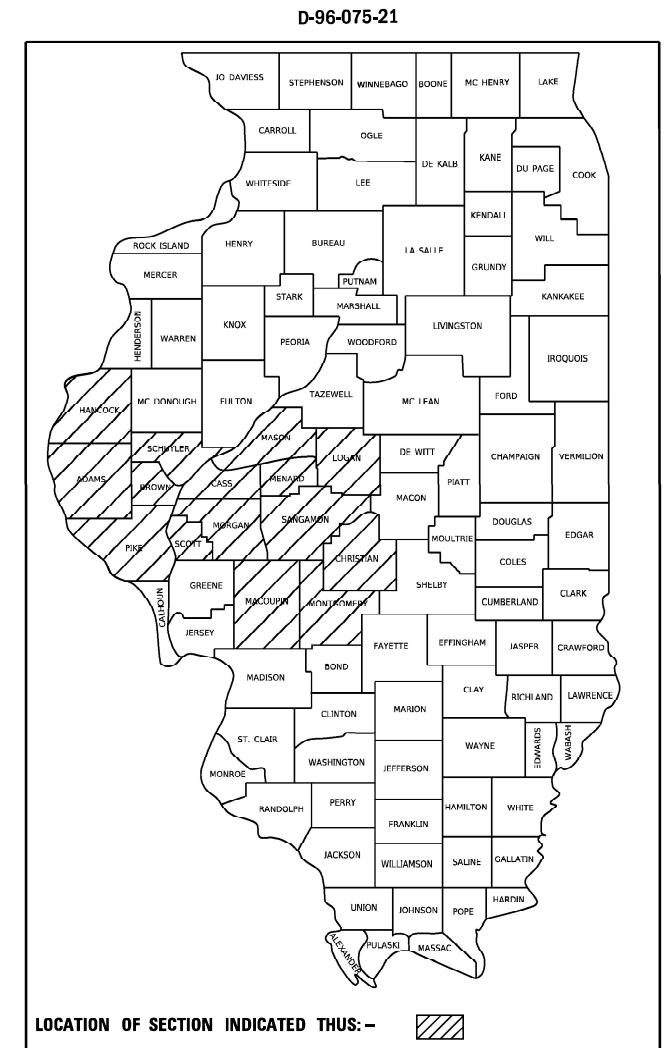 D-96-075-21
JO DAVIESS
STEPHENSON
WINNEBAGO
BOONE
MC HENRY
LAKE
CARROLL
OGLE
DE KALB
KANE
DU PAGE
COOK
WHITESIDE
LEE
KENDALL
WILL
ROCK ISLAND
HENRY
BUREAU
LA SALLE
GRUNDY
MERCER
PUTNAM
STARK
MARSHALL
KANKAKEE
HENDERSON
WARREN
KNOX
PEORIA
WOODFORD
LIVINGSTON
IROQUOIS
HANCOCK
MC DONOUGH
FULTON
TAZEWELL
MC LEAN
FORD
MASON
SCHUYLER
LOGAN
DE WITT
CHAMPAIGN
VERMILION
ADAMS
BROWN
CASS
MENARD
PIATT
MACON
PIKE
SCOTT
MORGAN
SANGAMON
CHRISTIAN
MOULTRIE
DOUGLAS
EDGAR
COLES
CALHOUN
GREENE
MACOUPIN
MONTGOMERY
SHELBY
CUMBERLAND
CLARK
JERSEY
FAYETTE
EFFINGHAM
JASPER
CRAWFORD
MADISON
BOND
CLAY
RICHLAND
LAWRENCE
CLINTON
MARION
ST. CLAIR
WAYNE
EDWARDS
WABASH
MONROE
WASHINGTON
JEFFERSON
RANDOLPH
PERRY
HAMILTON
WHITE
FRANKLIN
JACKSON
WILLIAMSON
SALINE
GALLATIN
UNION
JOHNSON
POPE
HARDIN
ALEXANDER
PULASKI
MASSAC
LOCATION OF SECTION INDICATED THUS: –